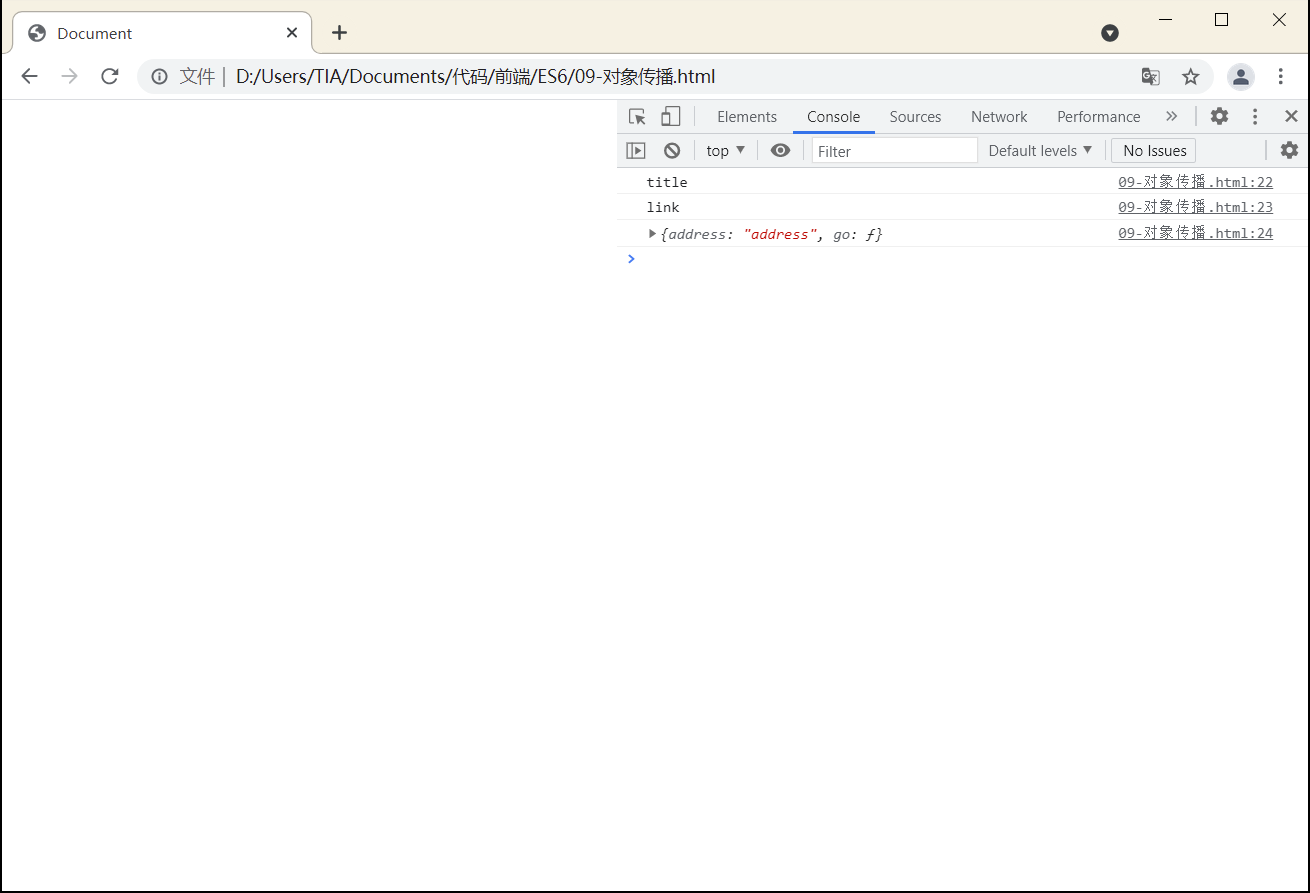 Document
文件 D:/Users/TIA/Documents/代码/前端/ES6/09-对象传播.html
Elements Console Sources Network Performance »
top Filter Default levels No Issues
title 09-对象传播.html:22
link 09-对象传播.html:23
{address: "address", go: ƒ} 09-对象传播.html:24